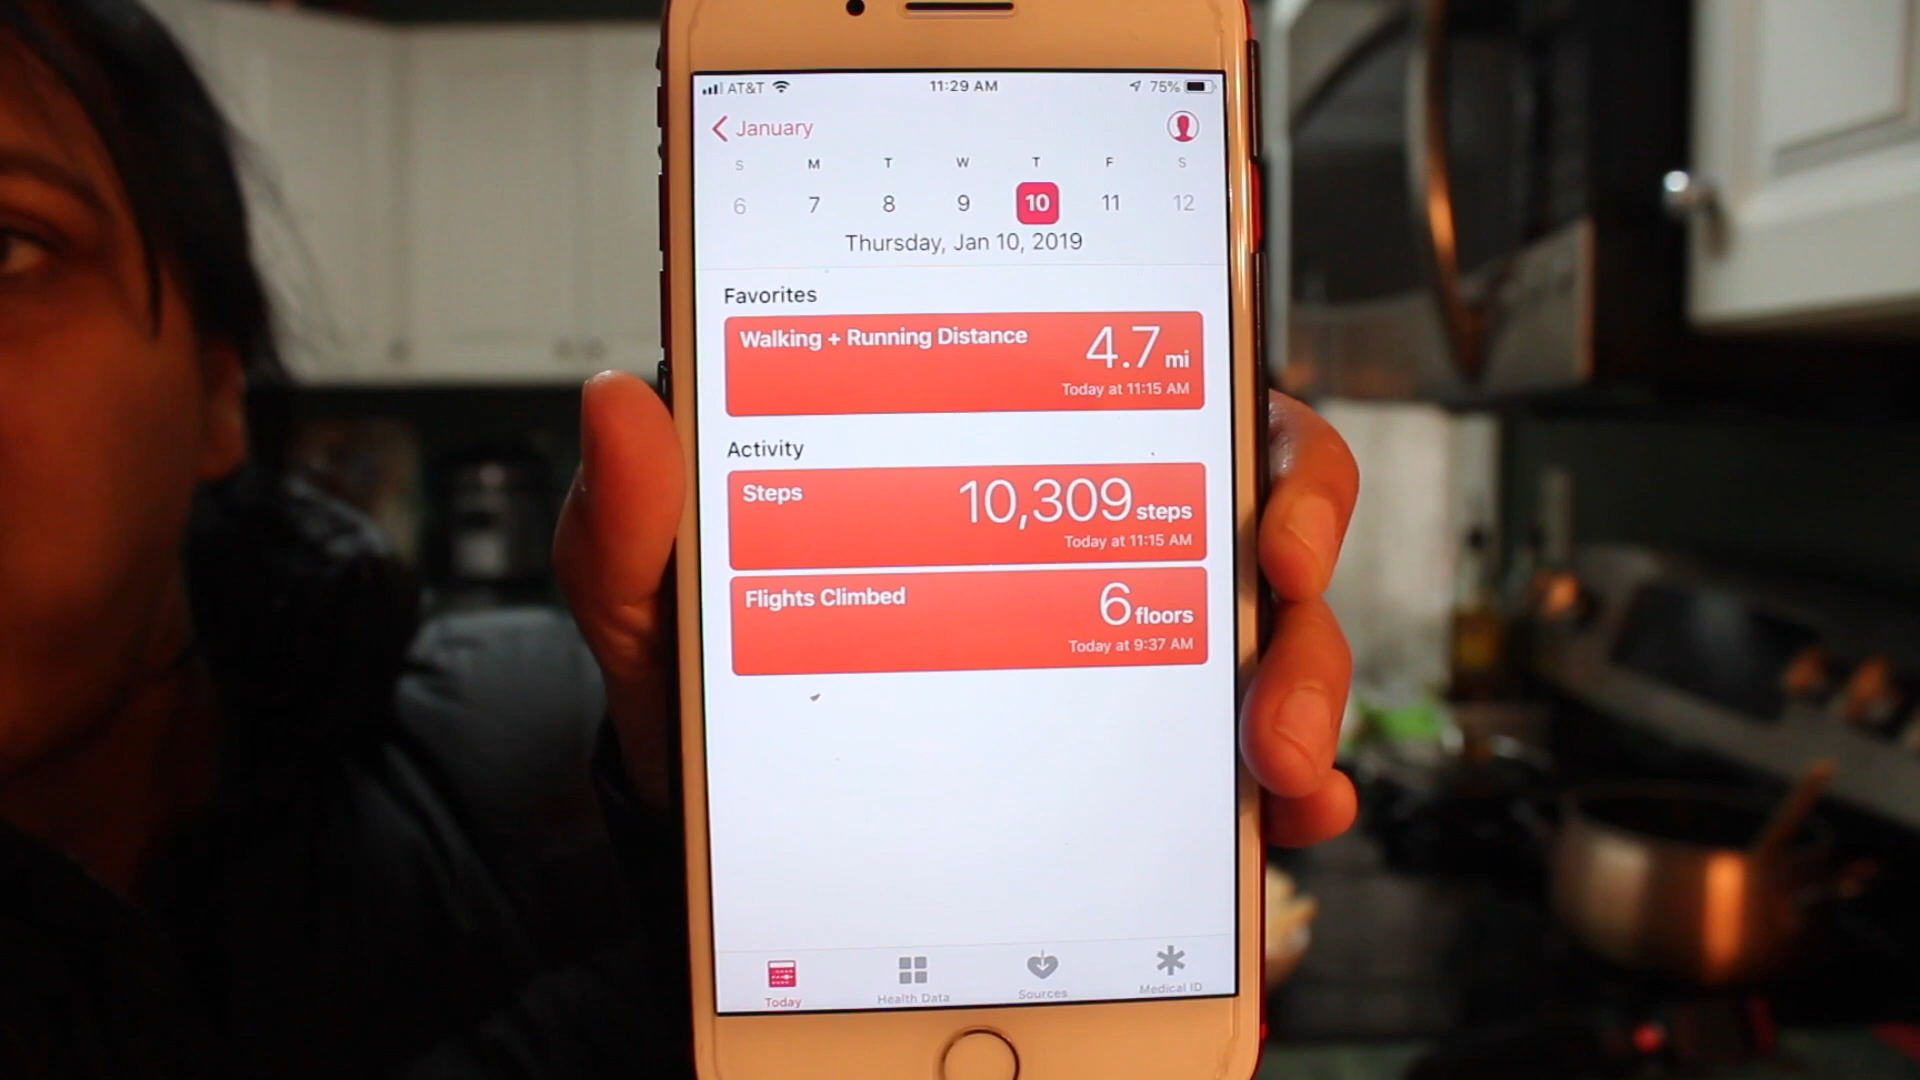 AT&T 11:29 AM 75%
January
S M T W T F S
6 7 8 9 10 11 12
Thursday, Jan 10, 2019
Favorites
Walking + Running Distance 4.7 mi
Today at 11:15 AM
Activity
Steps 10,309 steps
Today at 11:15 AM
Flights Climbed 6 floors
Today at 9:37 AM
Today Health Data Sources Medical ID